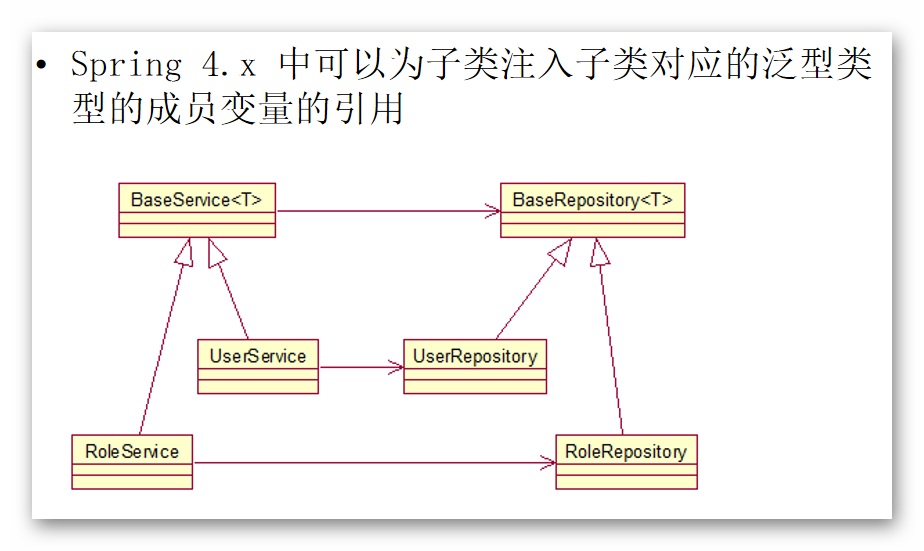 • Spring 4.x 中可以为子类注入子类对应的泛型类
型的成员变量的引用
BaseService<T>
BaseRepository<T>
UserService
UserRepository
RoleService
RoleRepository